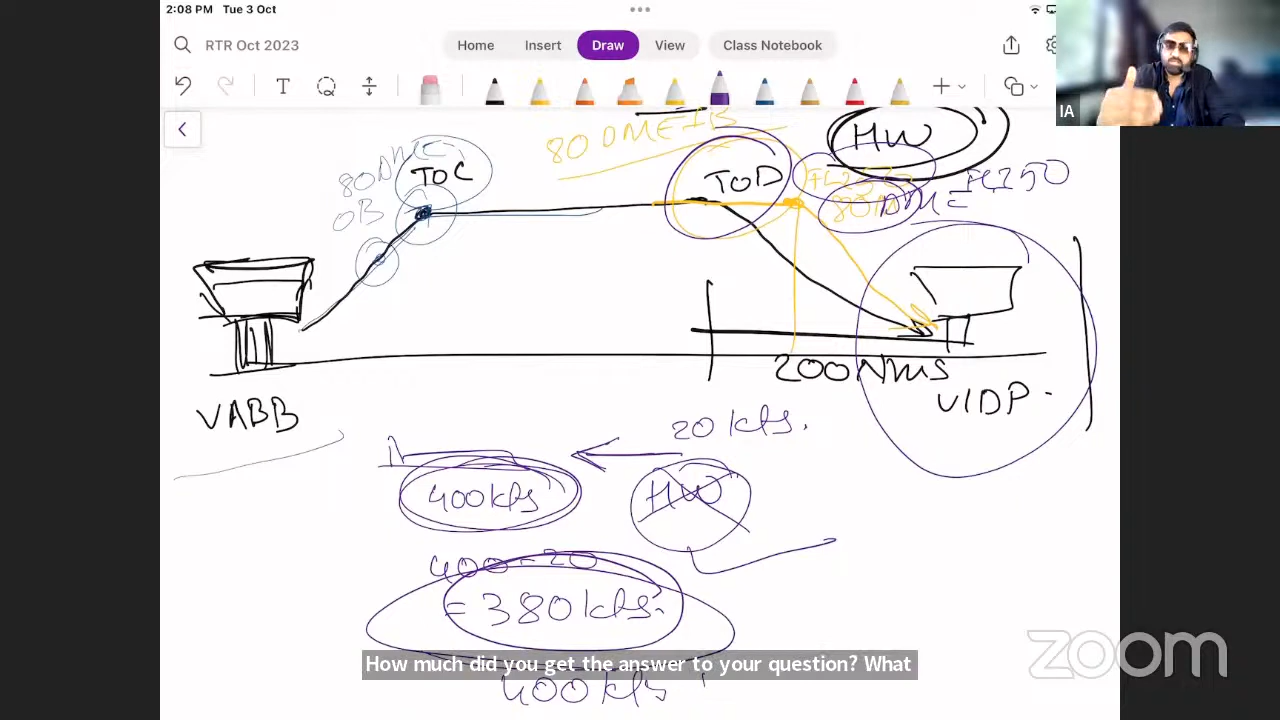 2:08 PM Tue 3 Oct
RTR Oct 2023
Home Insert Draw View Class Notebook
IA
HW
80 DME IB
80DME
OB
TOC
TOD
FL250
80
DME
200 Nms
VABB
VIDP
20 kts.
400 kts
HW
400 - 20
= 380 kts.
How much did you get the answer to your question? What
400 kts
zoom